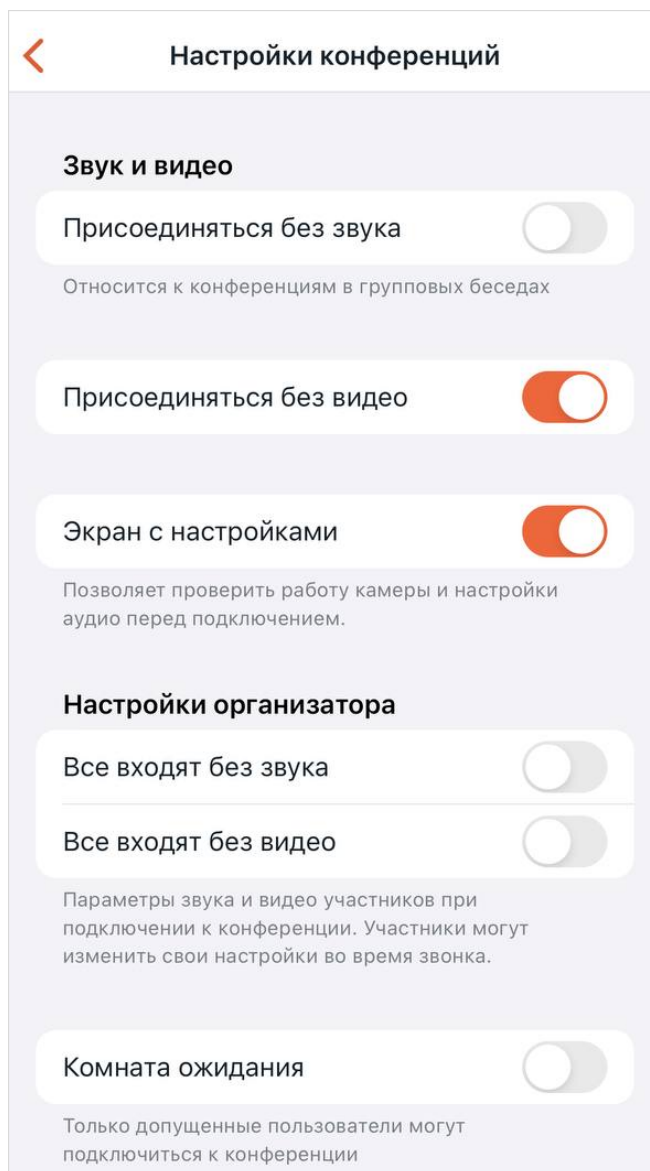 Настройки конференций
Звук и видео
Присоединяться без звука
Относится к конференциям в групповых беседах
Присоединяться без видео
Экран с настройками
Позволяет проверить работу камеры и настройки
аудио перед подключением.
Настройки организатора
Все входят без звука
Все входят без видео
Параметры звука и видео участников при
подключении к конференции. Участники могут
изменить свои настройки во время звонка.
Комната ожидания
Только допущенные пользователи могут
подключиться к конференции